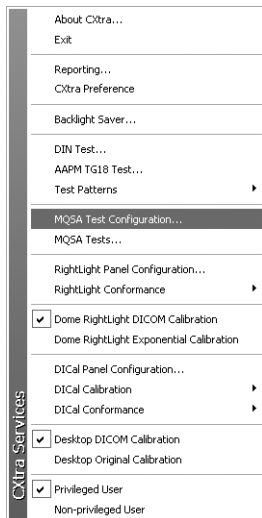 About CXtra...
Exit
Reporting...
CXtra Preference
Backlight Saver...
DIN Test...
AAPM TG18 Test...
Test Patterns
MQSA Test Configuration...
MQSA Tests...
RightLight Panel Configuration...
RightLight Conformance
Dome RightLight DICOM Calibration
Dome RightLight Exponential Calibration
DICal Panel Configuration...
DICal Calibration
DICal Conformance
Desktop DICOM Calibration
Desktop Original Calibration
Privileged User
Non-privileged User
CXtra Services